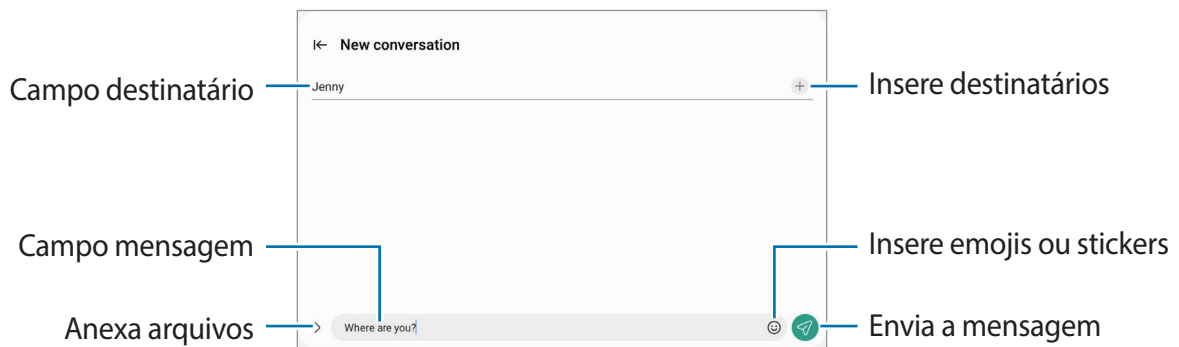 New conversation
Campo destinatário
Jenny
Insere destinatários
Campo mensagem
Insere emojis ou stickers
Anexa arquivos
Where are you?
Envia a mensagem